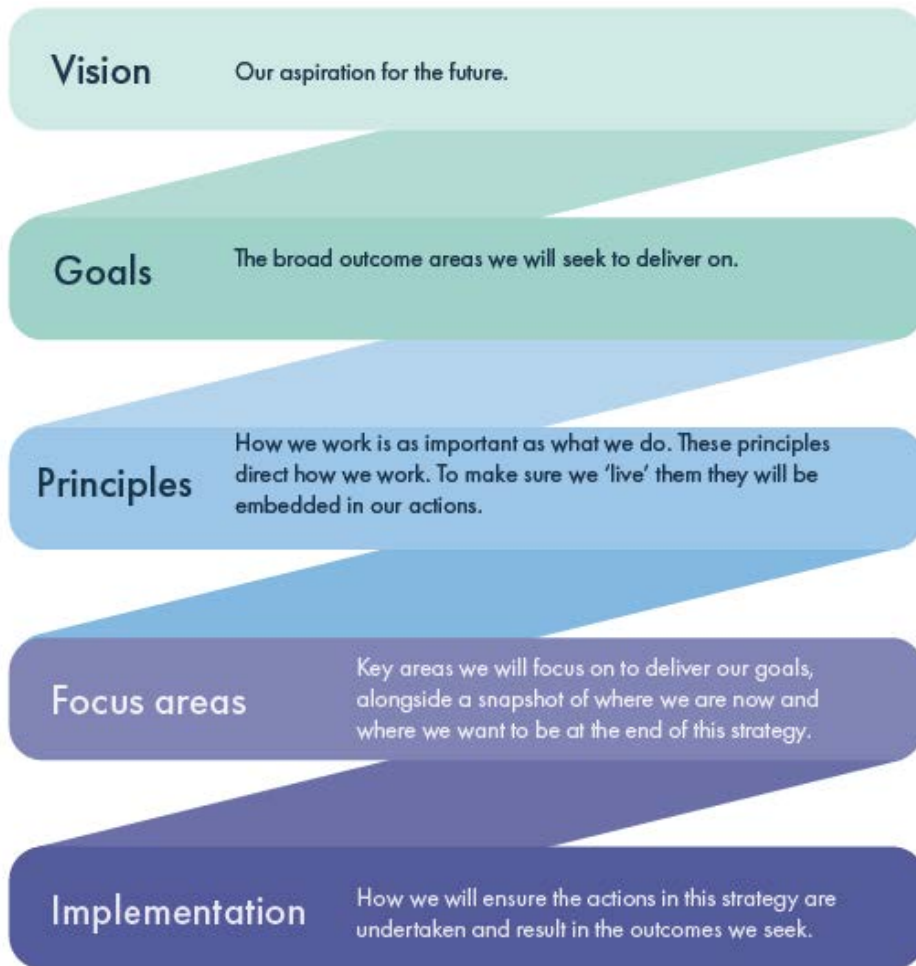 Vision
Our aspiration for the future.
Goals
The broad outcome areas we will seek to deliver on.
Principles
How we work is as important as what we do. These principles
direct how we work. To make sure we ‘live’ them they will be
embedded in our actions.
Focus areas
Key areas we will focus on to deliver our goals,
alongside a snapshot of where we are now and
where we want to be at the end of this strategy.
Implementation
How we will ensure the actions in this strategy are
undertaken and result in the outcomes we seek.